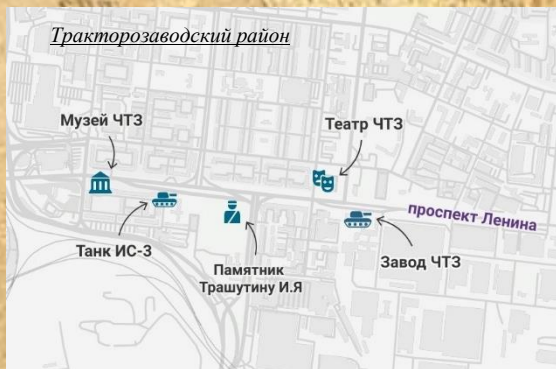 Тракторозаводский район
Музей ЧТЗ
Театр ЧТЗ
проспект Ленина
Танк ИС-3
Памятник
Трашутину И.Я
Завод ЧТЗ